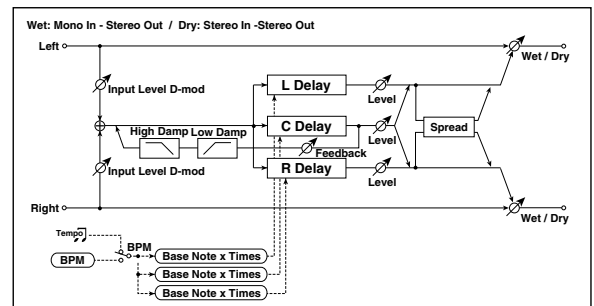 Wet: Mono In - Stereo Out / Dry: Stereo In -Stereo Out
Left
Wet / Dry
Input Level D-mod
L Delay
Level
High Damp
Low Damp
C Delay
Level
Spread
Feedback
Input Level D-mod
R Delay
Level
Right
Wet / Dry
Tempo
BPM
BPM
Base Note x Times
Base Note x Times
Base Note x Times